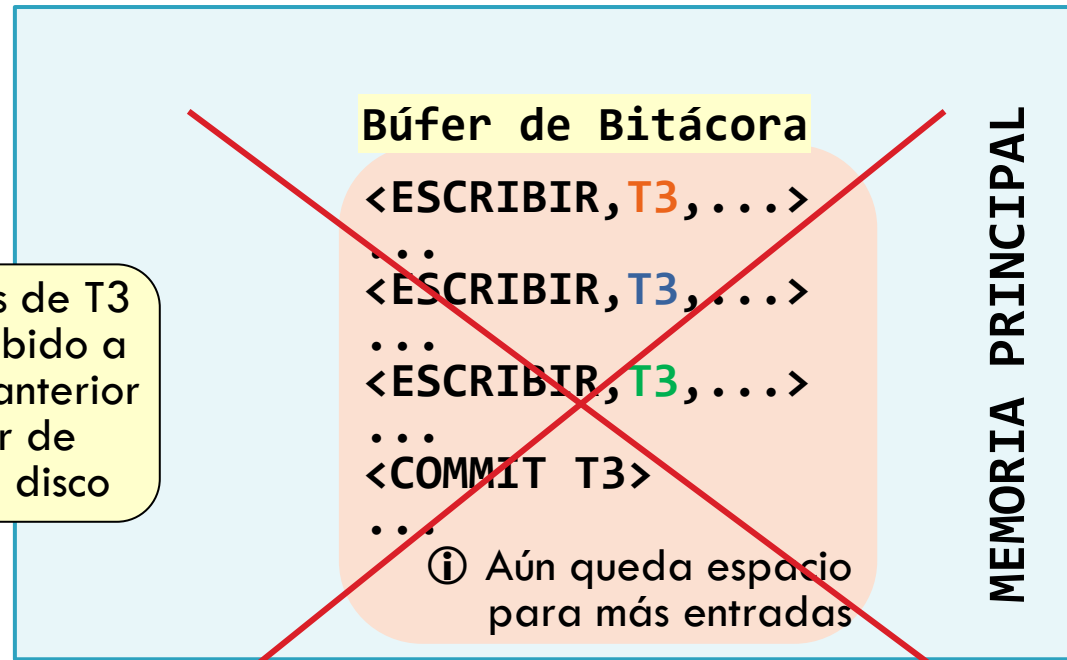 Búfer de Bitácora
<ESCRIBIR,T3,...>
...
<ESCRIBIR,T3,...>
...
<ESCRIBIR,T3,...>
...
<COMMIT T3>
...
ⓘ Aún queda espacio
para más entradas
s de T3
bido a
anterior
r de
disco
MEMORIA PRINCIPAL